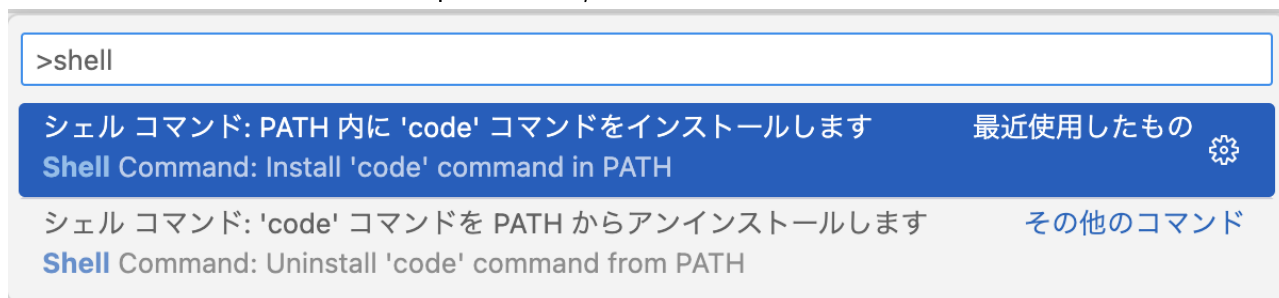 >shell
シェル コマンド: PATH 内に 'code' コマンドをインストールします 最近使用したもの
Shell Command: Install 'code' command in PATH
シェル コマンド: 'code' コマンドを PATH からアンインストールします その他のコマンド
Shell Command: Uninstall 'code' command from PATH